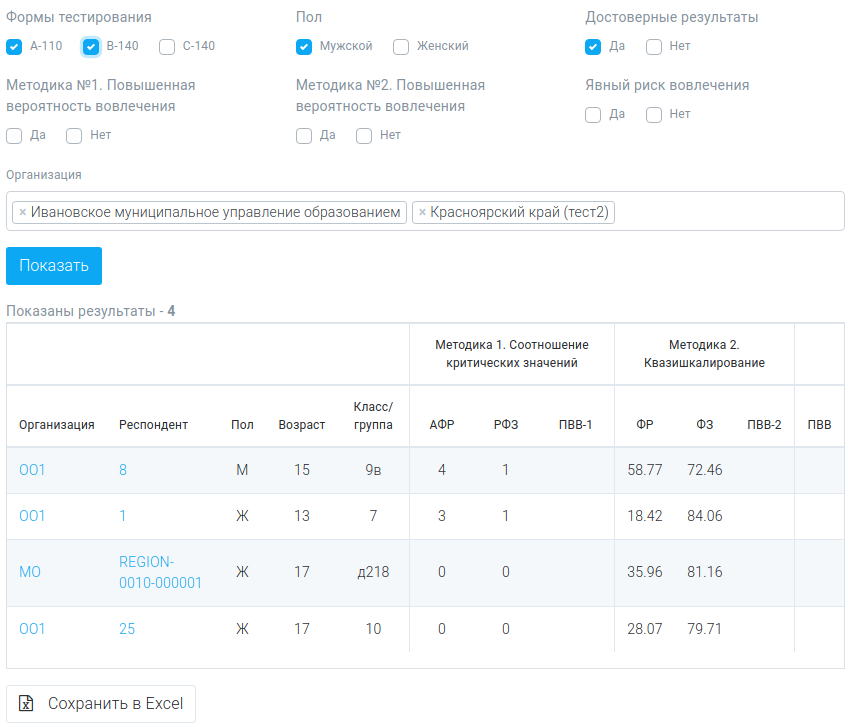 Формы тестирования
Пол
Достоверные результаты
А-110
В-140
С-140
Мужской
Женский
Да
Нет
Методика №1. Повышенная
вероятность вовлечения
Методика №2. Повышенная
вероятность вовлечения
Явный риск вовлечения
Да
Нет
Да
Нет
Да
Нет
Организация
× Ивановское муниципальное управление образованием
× Красноярский край (тест2)
Показать
Показаны результаты - 4
Методика 1. Соотношение
критических значений
Методика 2.
Квазишкалирование
Организация Респондент Пол Возраст Класс/
группа АФР РФЗ ПВВ-1 ФР ФЗ ПВВ-2 ПВВ
ОО1 8 М 15 9в 4 1 58.77 72.46
ОО1 1 Ж 13 7 3 1 18.42 84.06
МО REGION-
0010-000001 Ж 17 д218 0 0 35.96 81.16
ОО1 25 Ж 17 10 0 0 28.07 79.71
Сохранить в Excel